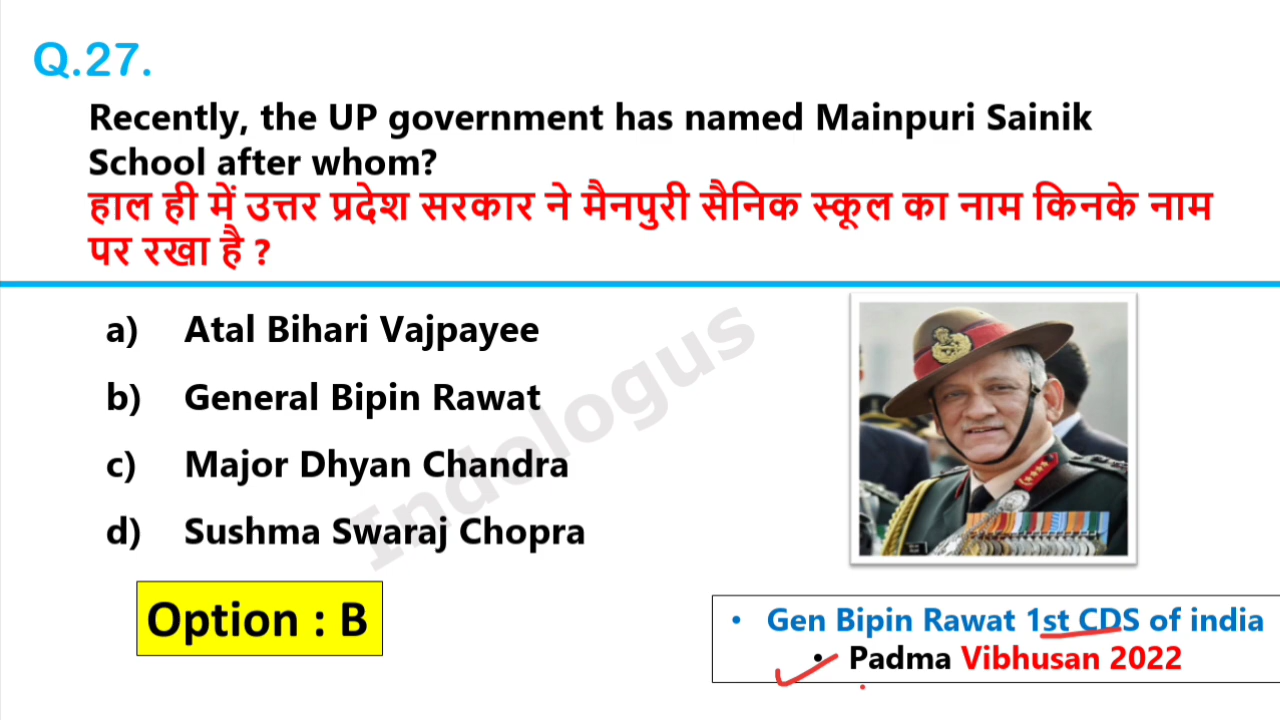 Q.27.
Recently, the UP government has named Mainpuri Sainik
School after whom?
हाल ही में उत्तर प्रदेश सरकार ने मैनपुरी सैनिक स्कूल का नाम किनके नाम
पर रखा है ?
a) Atal Bihari Vajpayee
b) General Bipin Rawat
c) Major Dhyan Chandra
d) Sushma Swaraj Chopra
Indologus
Option : B
• Gen Bipin Rawat 1st CDS of india
• Padma Vibhusan 2022